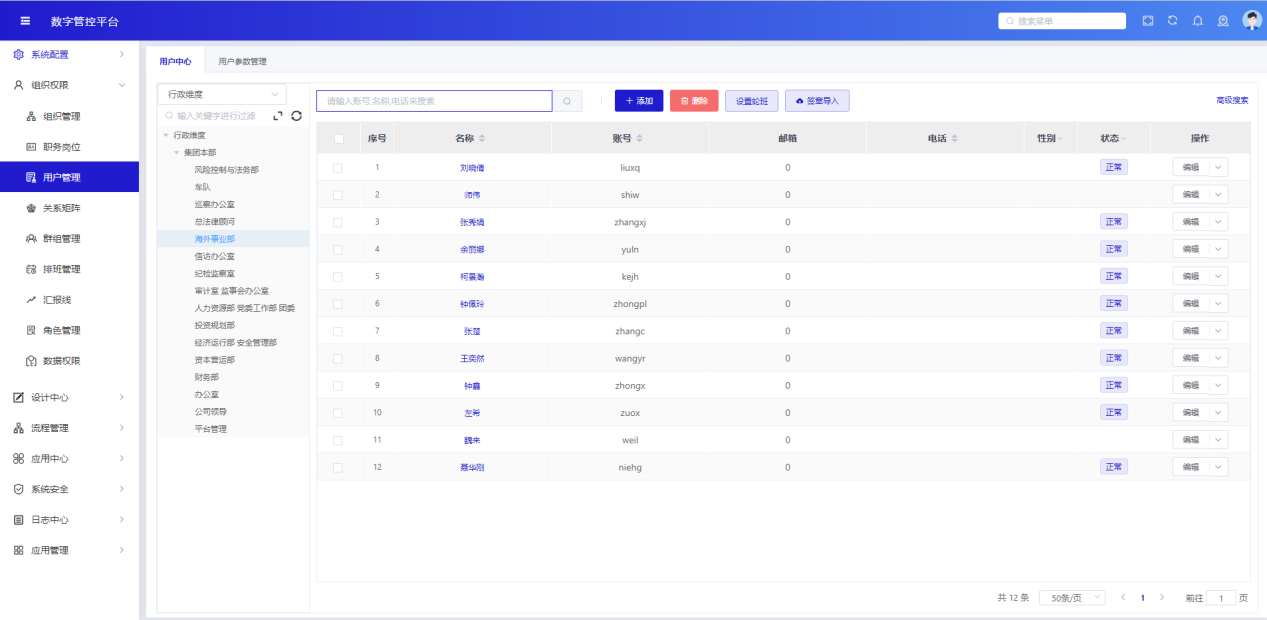 数字管控平台
搜索菜单
系统配置
组织权限
组织管理
职务岗位
用户管理
关系矩阵
群组管理
排班管理
汇报线
角色管理
数据权限
设计中心
流程管理
应用中心
系统安全
日志中心
应用管理
用户中心 用户参数管理
行政维度
输入关键字进行过滤
行政维度
集团本部
风险控制与法务部
车队
巡察办公室
总法律顾问
海外事业部
信访办公室
纪检监察室
审计室 监事会办公室
人力资源部 党委工作部 团委
投资规划部
经济运行部 安全管理部
资本营运部
财务部
办公室
公司领导
平台管理
请输入账号,名称,电话来搜索 添加 删除 设置轮班 签章导入 高级搜索
序号 名称 账号 邮箱 电话 性别 状态 操作
1 刘晓倩 liuxq 0 正常 编辑
2 师伟 shiw 0 编辑
3 张秀娟 zhangxj 0 正常 编辑
4 余丽娜 yuln 0 正常 编辑
5 柯景瀚 kejh 0 正常 编辑
6 钟佩玲 zhongpl 0 正常 编辑
7 张楚 zhangc 0 正常 编辑
8 王奕然 wangyr 0 正常 编辑
9 钟鑫 zhongx 0 正常 编辑
10 左希 zuox 0 正常 编辑
11 魏来 weil 0 编辑
12 聂华刚 niehg 0 正常 编辑
共 12 条 50条/页 1 前往 1 页